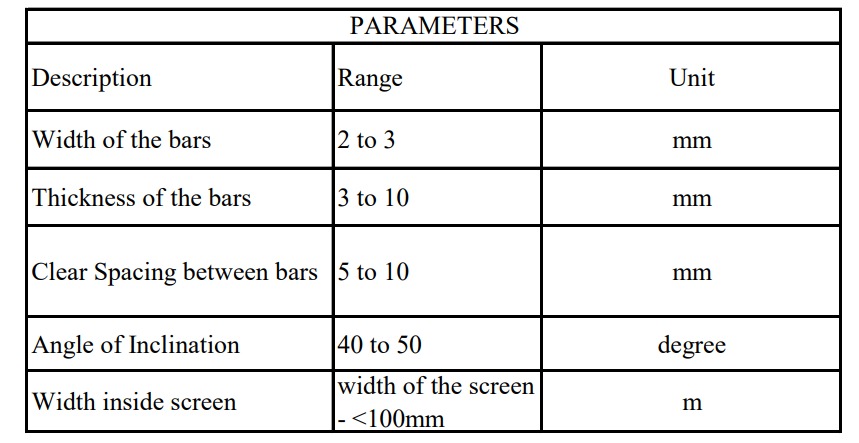 PARAMETERS
Description Range Unit
Width of the bars 2 to 3 mm
Thickness of the bars 3 to 10 mm
Clear Spacing between bars 5 to 10 mm
Angle of Inclination 40 to 50 degree
Width inside screen width of the screen m
- <100mm